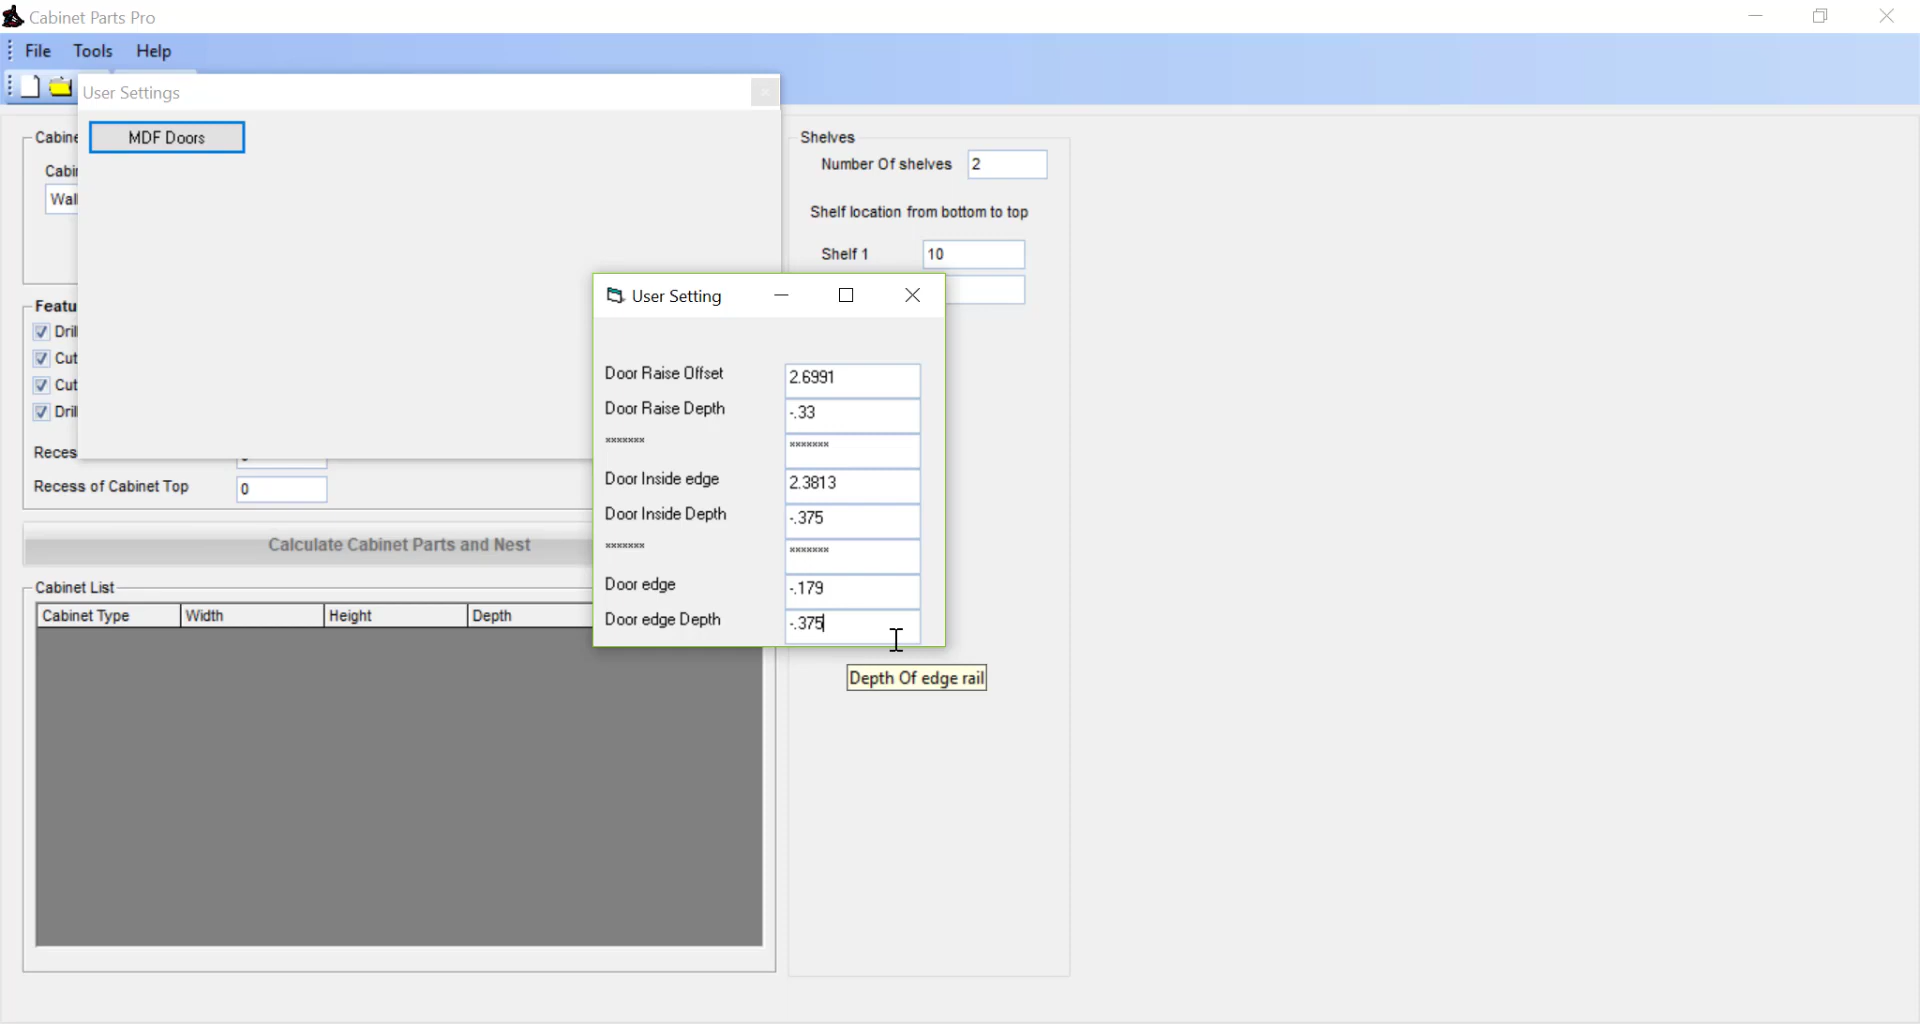 Cabinet Parts Pro
File Tools Help
User Settings
MDF Doors
Shelves
Number Of shelves 2
Shelf location from bottom to top
Shelf 1 10
Featu
Dril
Cut
Cut
Dril
Reces
Recess of Cabinet Top 0
Calculate Cabinet Parts and Nest
Cabinet List
Cabinet Type Width Height Depth
User Setting
Door Raise Offset 2.6991
Door Raise Depth -.33
******* *******
Door Inside edge 2.3813
Door Inside Depth -.375
******* *******
Door edge -.179
Door edge Depth -.375
Depth Of edge rail